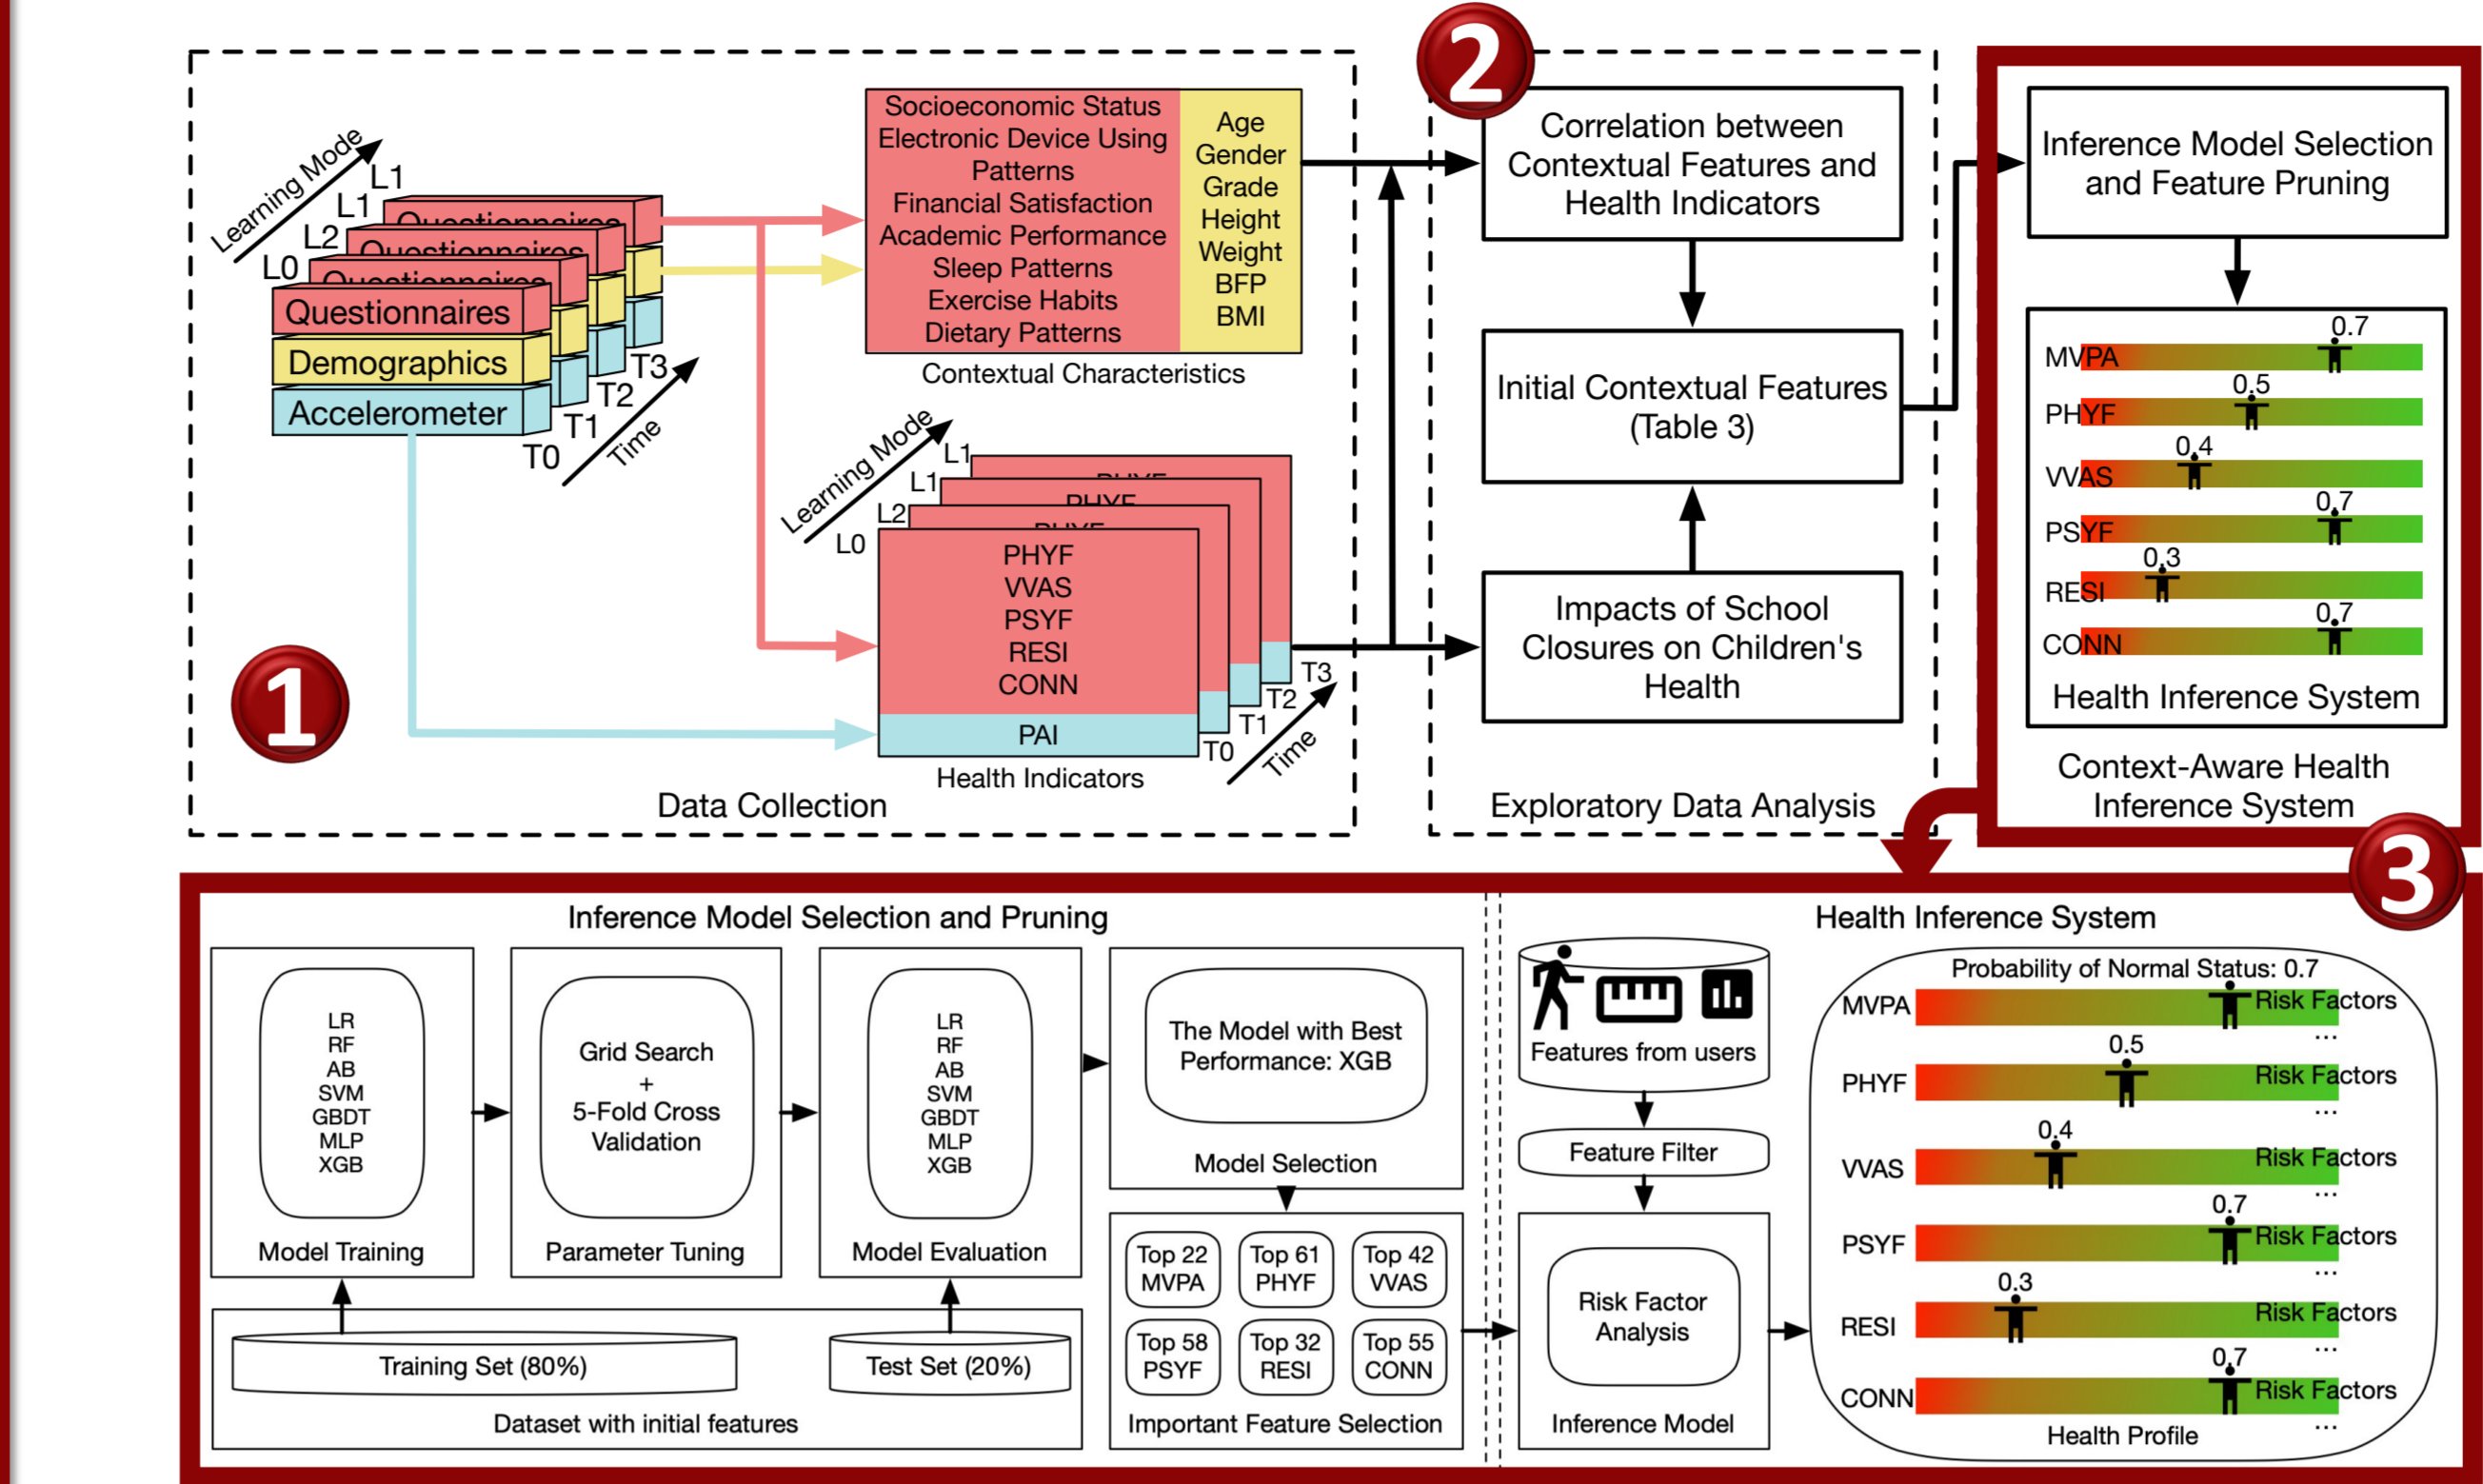 1
Learning Mode
L1
L1
L2
L0
Questionnaires
Questionnaires
Questionnaires
Questionnaires
Demographics
Accelerometer
T0
T1
T2
T3
Time
Socioeconomic Status
Electronic Device Using
Patterns
Financial Satisfaction
Academic Performance
Sleep Patterns
Exercise Habits
Dietary Patterns
Age
Gender
Grade
Height
Weight
BFP
BMI
Contextual Characteristics
Learning Mode
L1
L1
L2
L0
PHYF
PHYF
PHYF
PHYF
VVAS
PSYF
RESI
CONN
PAI
T0
T1
T2
T3
Time
Health Indicators
Data Collection
2
Correlation between
Contextual Features and
Health Indicators
Initial Contextual Features
(Table 3)
Impacts of School
Closures on Children's
Health
Exploratory Data Analysis
Inference Model Selection
and Feature Pruning
0.7
MVPA
0.5
PHYF
0.4
VVAS
0.7
PSYF
0.3
RESI
0.7
CONN
Health Inference System
Context-Aware Health
Inference System
3
Inference Model Selection and Pruning
LR
RF
AB
SVM
GBDT
MLP
XGB
Model Training
Grid Search
+
5-Fold Cross
Validation
Parameter Tuning
LR
RF
AB
SVM
GBDT
MLP
XGB
Model Evaluation
Training Set (80%)
Test Set (20%)
Dataset with initial features
The Model with Best
Performance: XGB
Model Selection
Top 22
MVPA
Top 61
PHYF
Top 42
VVAS
Top 58
PSYF
Top 32
RESI
Top 55
CONN
Important Feature Selection
Health Inference System
Features from users
Feature Filter
Risk Factor
Analysis
Inference Model
Probability of Normal Status: 0.7
MVPA Risk Factors
...
0.5
PHYF Risk Factors
...
0.4
VVAS Risk Factors
...
0.7
PSYF Risk Factors
...
0.3
RESI Risk Factors
...
0.7
CONN Risk Factors
...
Health Profile